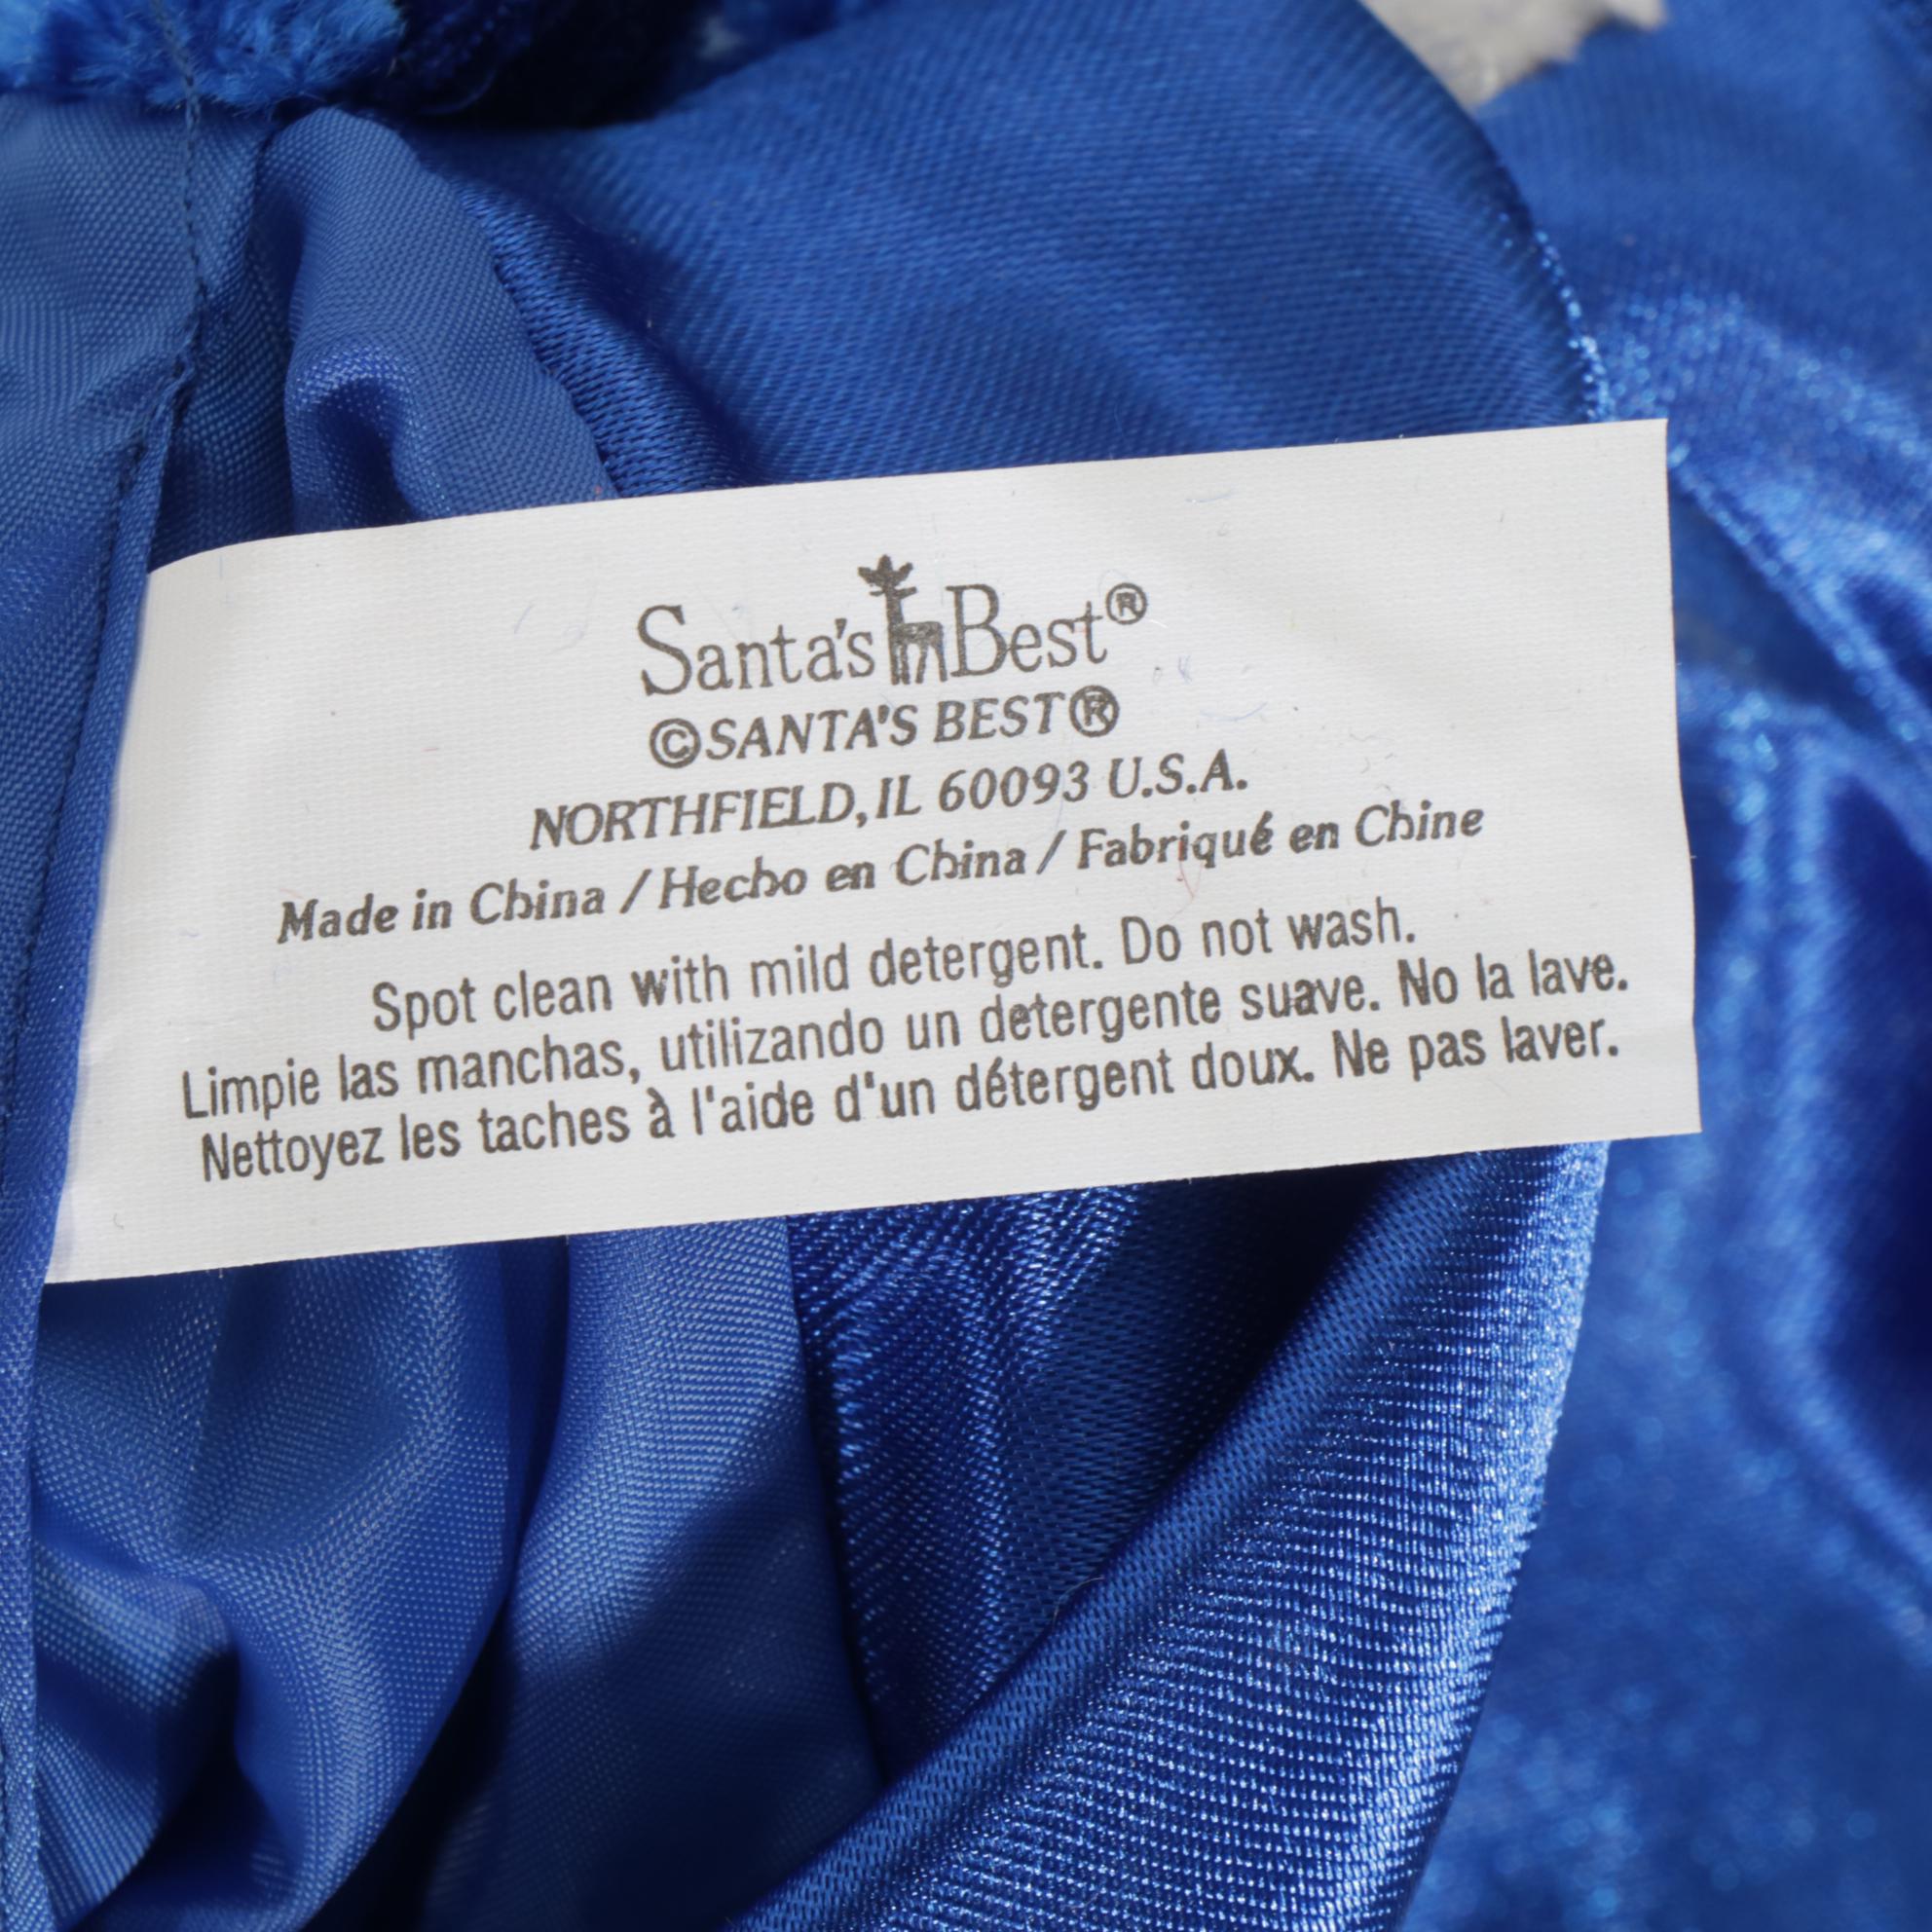 Santa's Best®
©SANTA'S BEST®
NORTHFIELD, IL 60093 U.S.A.
Made in China / Hecho en China / Fabriqué en Chine
Spot clean with mild detergent. Do not wash.
Limpie las manchas, utilizando un detergente suave. No la lave.
Nettoyez les taches à l'aide d'un détergent doux. Ne pas laver.